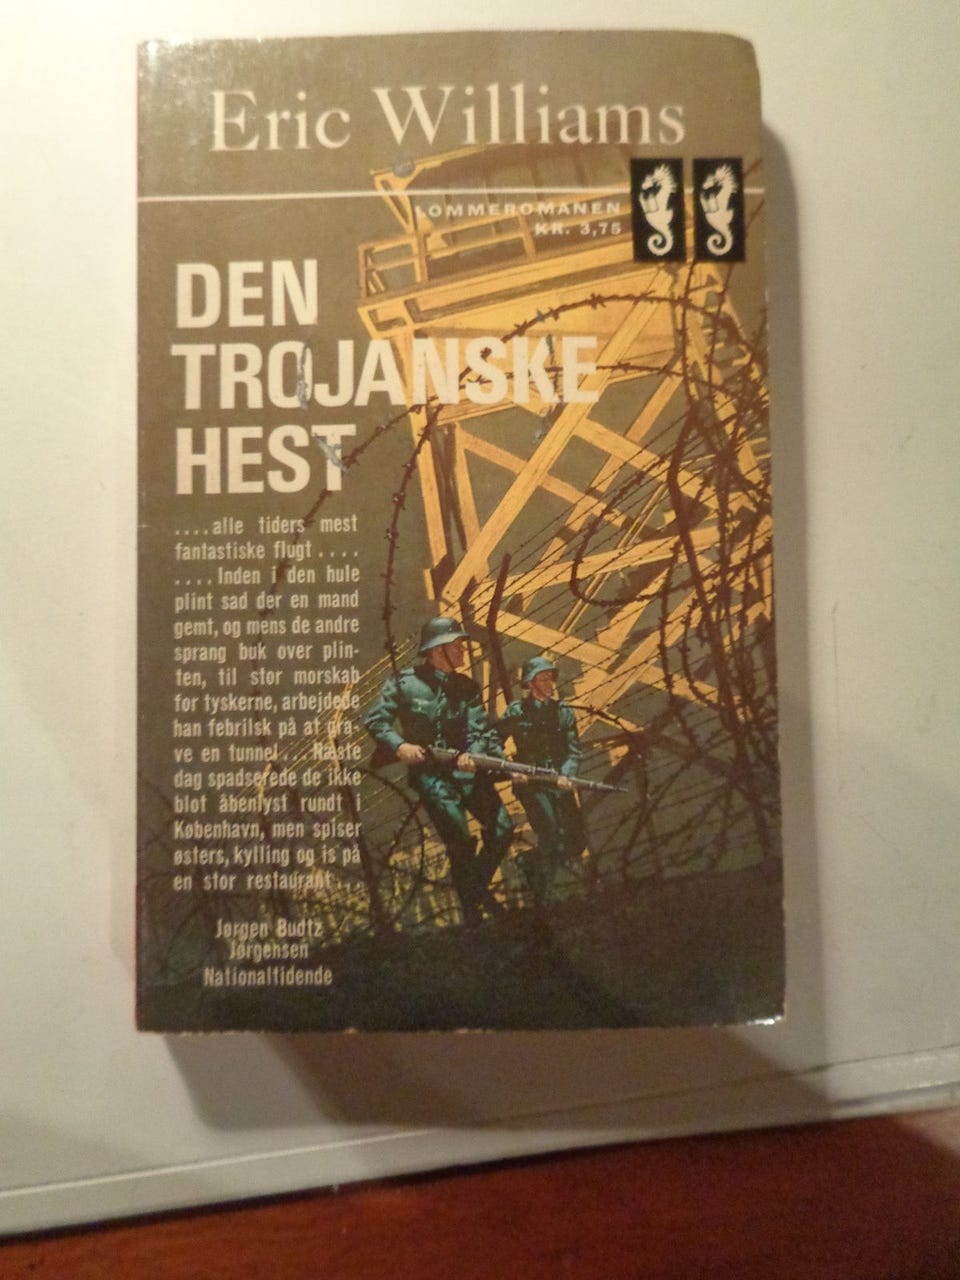 Eric Williams
LOMMEROMANEN
KR. 3,75
DEN
TROJANSKE
HEST
....alle tiders mest
fantastiske flugt ....
....Inden i den hule
plint sad der en mand
gemt, og mens de andre
sprang buk over plin-
ten, til stor morskab
for tyskerne, arbejdede
han febrilsk på at gra-
ve en tunnel...Næste
dag spadserede de ikke
blot åbenlyst rundt i
København, men spiser
østers, kylling og is på
en stor restaurant...
Jørgen Budtz
Jørgensen
Nationaltidende